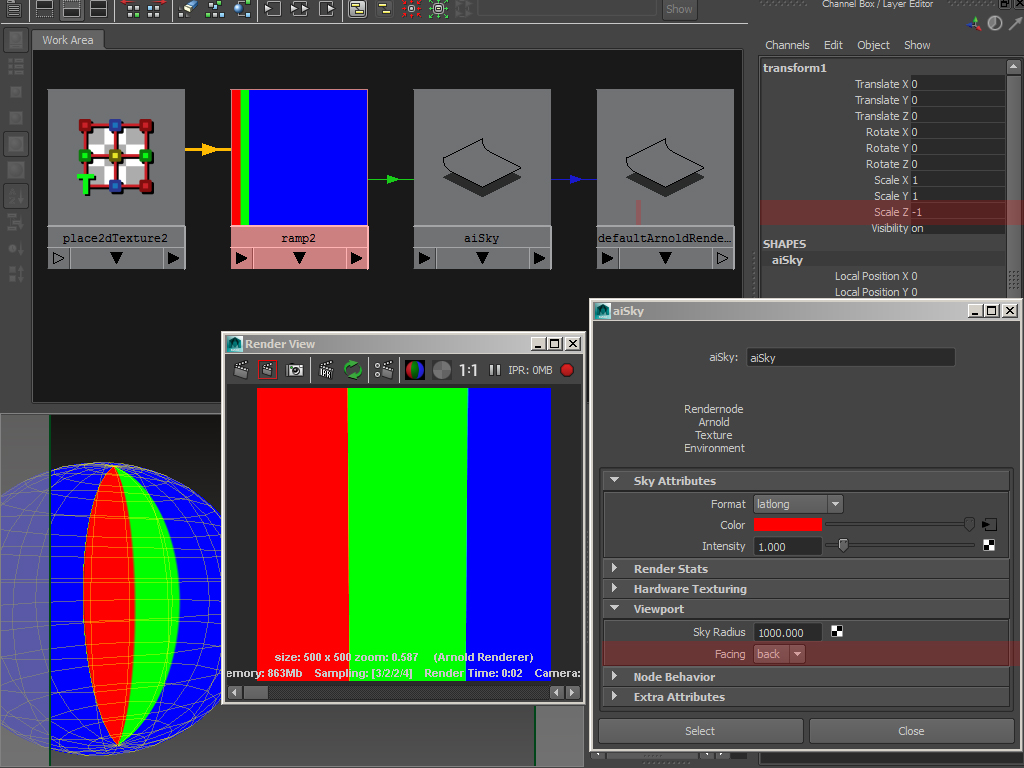 Show
Channel Box / Layer Editor
Work Area
Channels Edit Object Show
transform1
Translate X 0
Translate Y 0
Translate Z 0
Rotate X 0
Rotate Y 0
Rotate Z 0
Scale X 1
Scale Y 1
Scale Z -1
Visibility on
SHAPES
aiSky
Local Position X 0
Local Position Y 0
T
place2dTexture2
ramp2
aiSky
defaultArnoldRende...
Render View
1:1 IPR: 0MB
size: 500 x 500 zoom: 0.587 (Arnold Renderer)
emory: 863Mb Sampling: [3/2/2/4] Render Time: 0:02 Camera:
aiSky
aiSky: aiSky
Rendernode
Arnold
Texture
Environment
Sky Attributes
Format latlong
Color
Intensity 1.000
Render Stats
Hardware Texturing
Viewport
Sky Radius 1000.000
Facing back
Node Behavior
Extra Attributes
Select Close